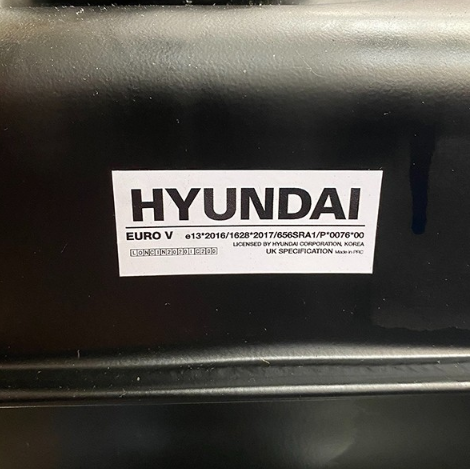 HYUNDAI
EURO V e13*2016/1628*2017/656SRA1/P*0076*00
LICENSED BY HYUNDAI CORPORATION, KOREA
UK SPECIFICATION Made in PRC